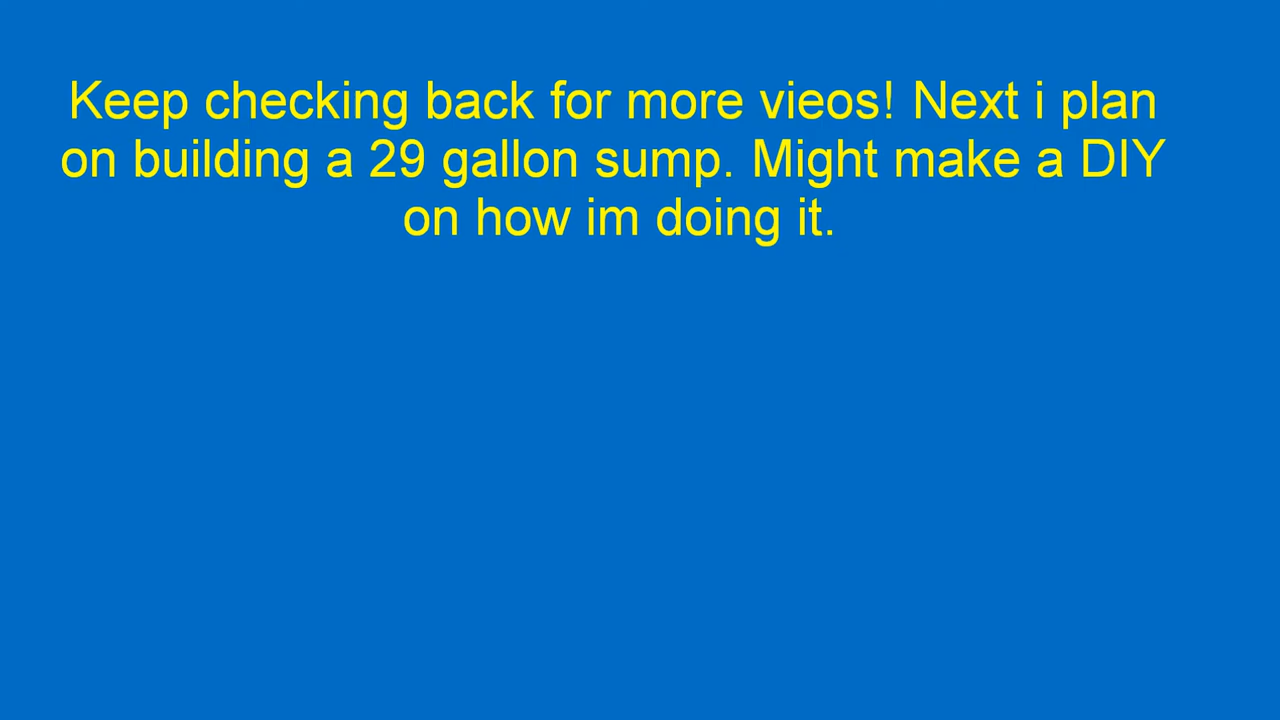 Keep checking back for more vieos! Next i plan
on building a 29 gallon sump. Might make a DIY
on how im doing it.